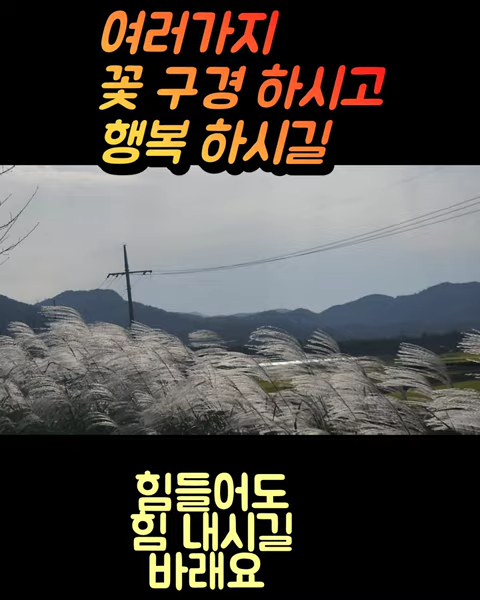 여러가지
꽃 구경 하시고
행복 하시길
힘들어도
힘 내시길
바래요